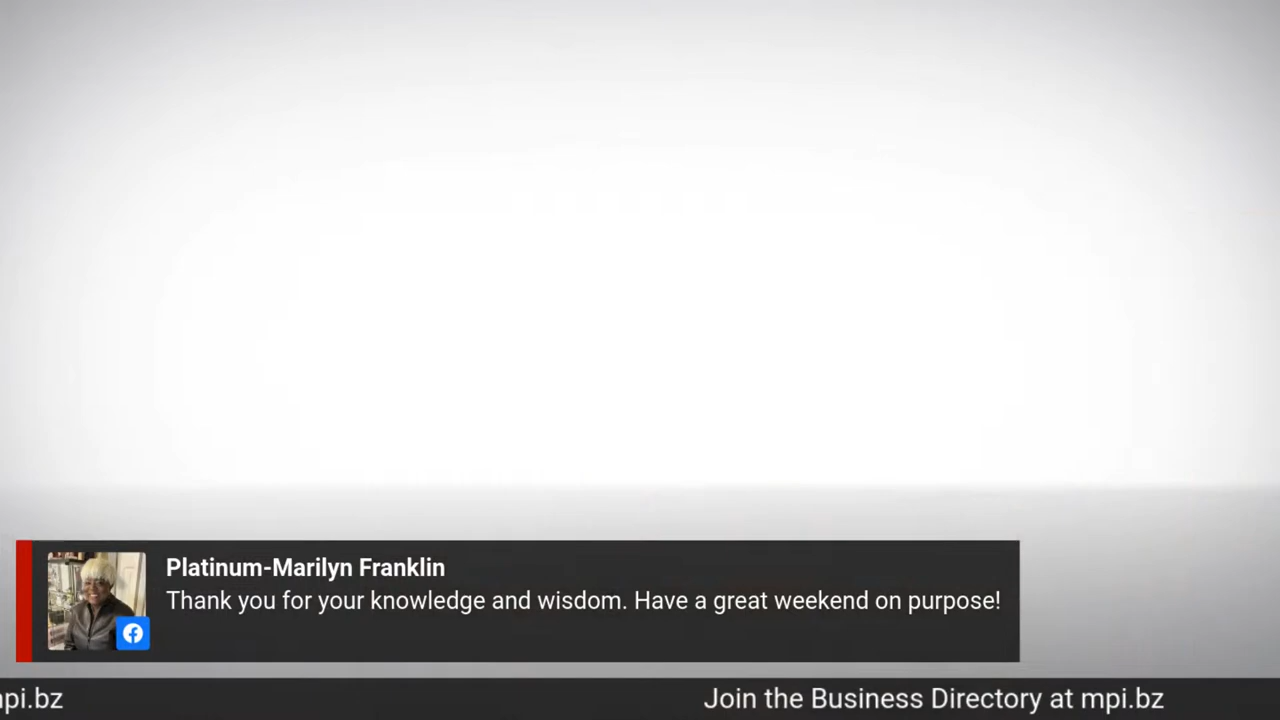 Platinum-Marilyn Franklin
Thank you for your knowledge and wisdom. Have a great weekend on purpose!
mpi.bz Join the Business Directory at mpi.bz